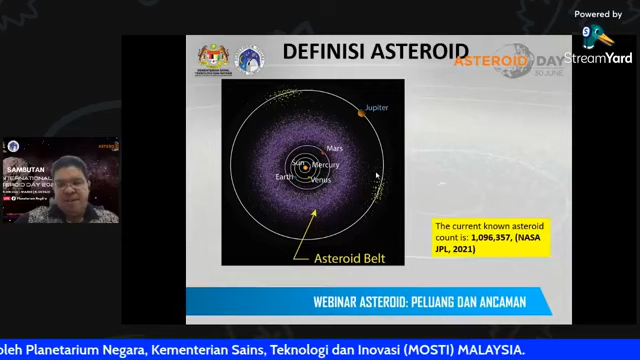 Powered by
StreamYard
DEFINISI ASTEROID
ASTEROID DAY
30 JUNE
Jupiter
Mars
Sun
Mercury
Earth
Venus
Asteroid Belt
The current known asteroid
count is: 1,096,357, (NASA
JPL, 2021)
SAMBUTAN
WEBINAR ASTEROID: PELUANG DAN ANCAMAN
oleh Planetarium Negara, Kementerian Sains, Teknologi dan Inovasi (MOSTI) MALAYSIA.